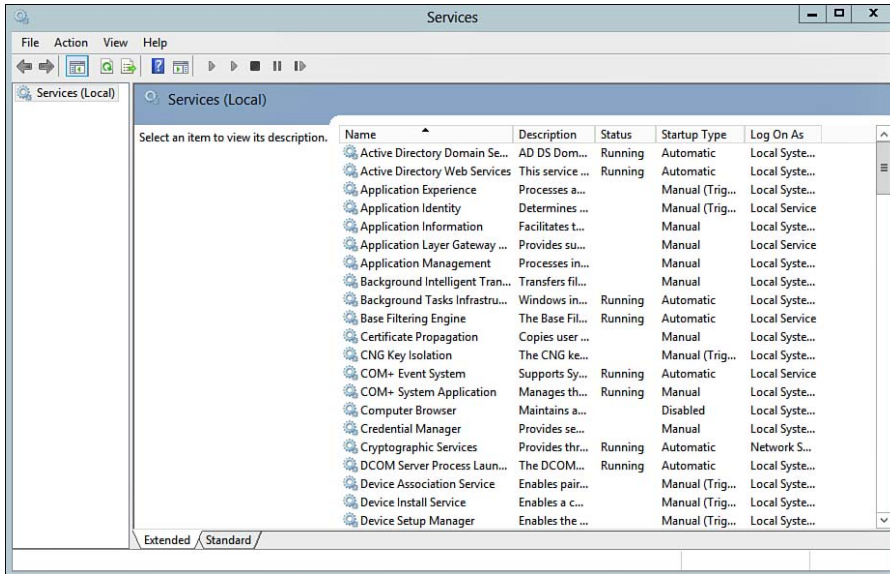 Services
File Action View Help
Services (Local)
Services (Local)
Select an item to view its description.
Name Description Status Startup Type Log On As
Active Directory Domain Se... AD DS Dom... Running Automatic Local Syste...
Active Directory Web Services This service ... Running Automatic Local Syste...
Application Experience Processes a... Manual (Trig... Local Syste...
Application Identity Determines ... Manual (Trig... Local Service
Application Information Facilitates t... Manual Local Syste...
Application Layer Gateway ... Provides su... Manual Local Service
Application Management Processes in... Manual Local Syste...
Background Intelligent Tran... Transfers fil... Manual Local Syste...
Background Tasks Infrastru... Windows in... Running Automatic Local Syste...
Base Filtering Engine The Base Fil... Running Automatic Local Service
Certificate Propagation Copies user ... Manual Local Syste...
CNG Key Isolation The CNG ke... Manual (Trig... Local Syste...
COM+ Event System Supports Sy... Running Automatic Local Service
COM+ System Application Manages th... Running Manual Local Syste...
Computer Browser Maintains a... Disabled Local Syste...
Credential Manager Provides se... Manual Local Syste...
Cryptographic Services Provides thr... Running Automatic Network S...
DCOM Server Process Laun... The DCOM... Running Automatic Local Syste...
Device Association Service Enables pair... Manual (Trig... Local Syste...
Device Install Service Enables a c... Manual (Trig... Local Syste...
Device Setup Manager Enables the ... Manual (Trig... Local Syste...
Extended Standard